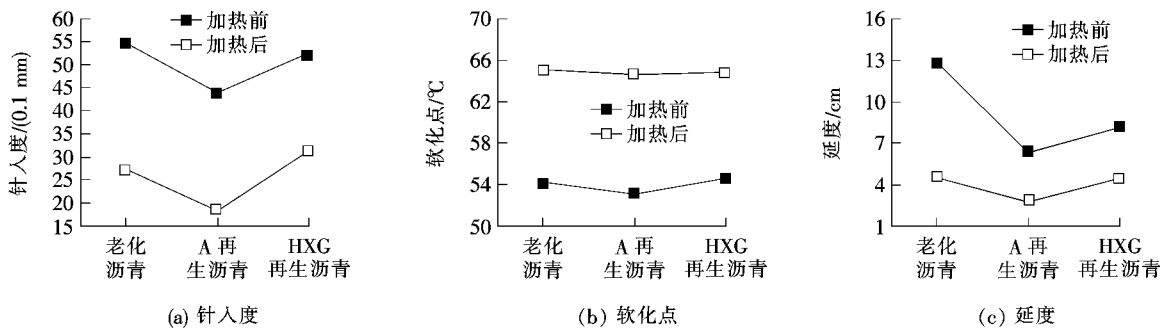 60
55
50
45
40
35
30
25
20
15
针入度/(0.1 mm)
加热前
加热后
老化
沥青
A 再
生沥青
HXG
再生沥青
(a) 针入度
70
66
62
58
54
50
软化点/℃
加热前
加热后
老化
沥青
A 再
生沥青
HXG
再生沥青
(b) 软化点
16
13
10
7
4
1
延度/cm
加热前
加热后
老化
沥青
A 再
生沥青
HXG
再生沥青
(c) 延度